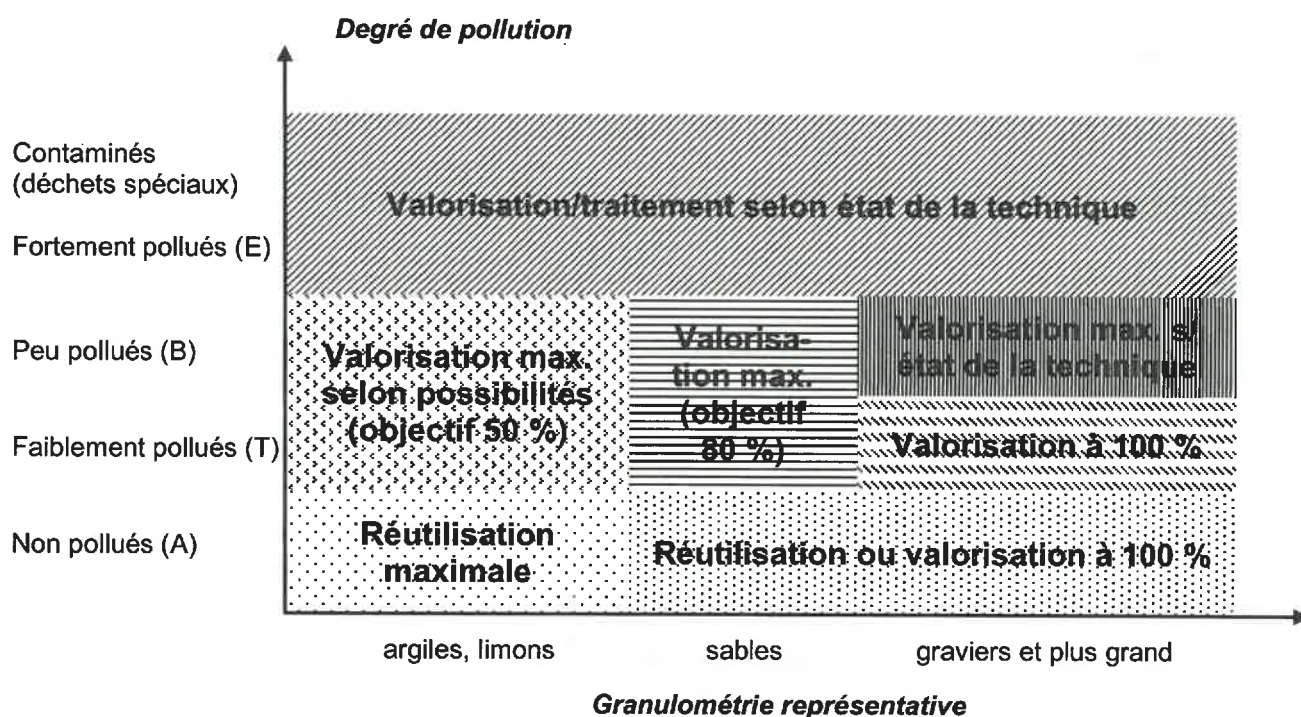 Degré de pollution
Contaminés
(déchets spéciaux)
Valorisation/traitement selon état de la technique
Fortement pollués (E)
Peu pollués (B)
Valorisation max.
selon possibilités
(objectif 50 %)
Valorisa-
tion max.
(objectif
80 %)
Valorisation max. s/
état de la technique
Faiblement pollués (T)
Valorisation à 100 %
Non pollués (A)
Réutilisation
maximale
Réutilisation ou valorisation à 100 %
argiles, limons
sables
graviers et plus grand
Granulométrie représentative